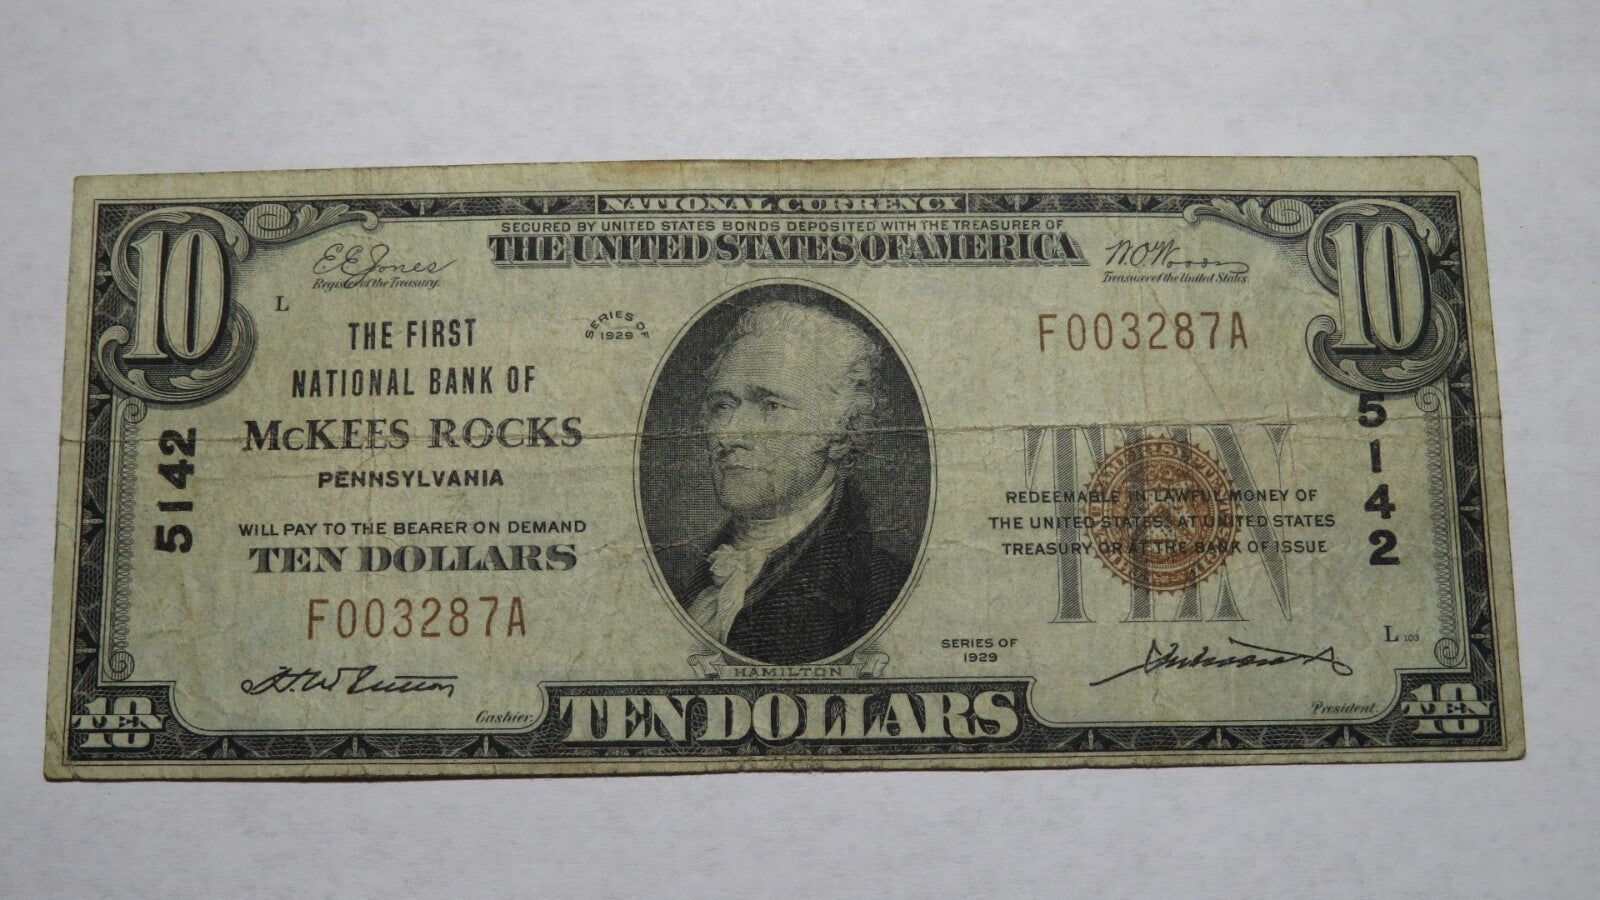 NATIONAL CURRENCY
SECURED BY UNITED STATES BONDS DEPOSITED WITH THE TREASURER OF
THE UNITED STATES OF AMERICA
10
10
E E Jones
Register of the Treasury.
W.O. Woods
Treasurer of the United States.
L
THE FIRST
NATIONAL BANK OF
McKEES ROCKS
PENNSYLVANIA
SERIES OF
1929
F003287A
5142
5142
WILL PAY TO THE BEARER ON DEMAND
TEN DOLLARS
F003287A
TEN
REDEEMABLE IN LAWFUL MONEY OF
THE UNITED STATES AT UNITED STATES
TREASURY OR AT THE BANK OF ISSUE
SERIES OF
1929
L 103
HAMILTON
Cashier.
President.
10
TEN
TEN DOLLARS
10
TEN